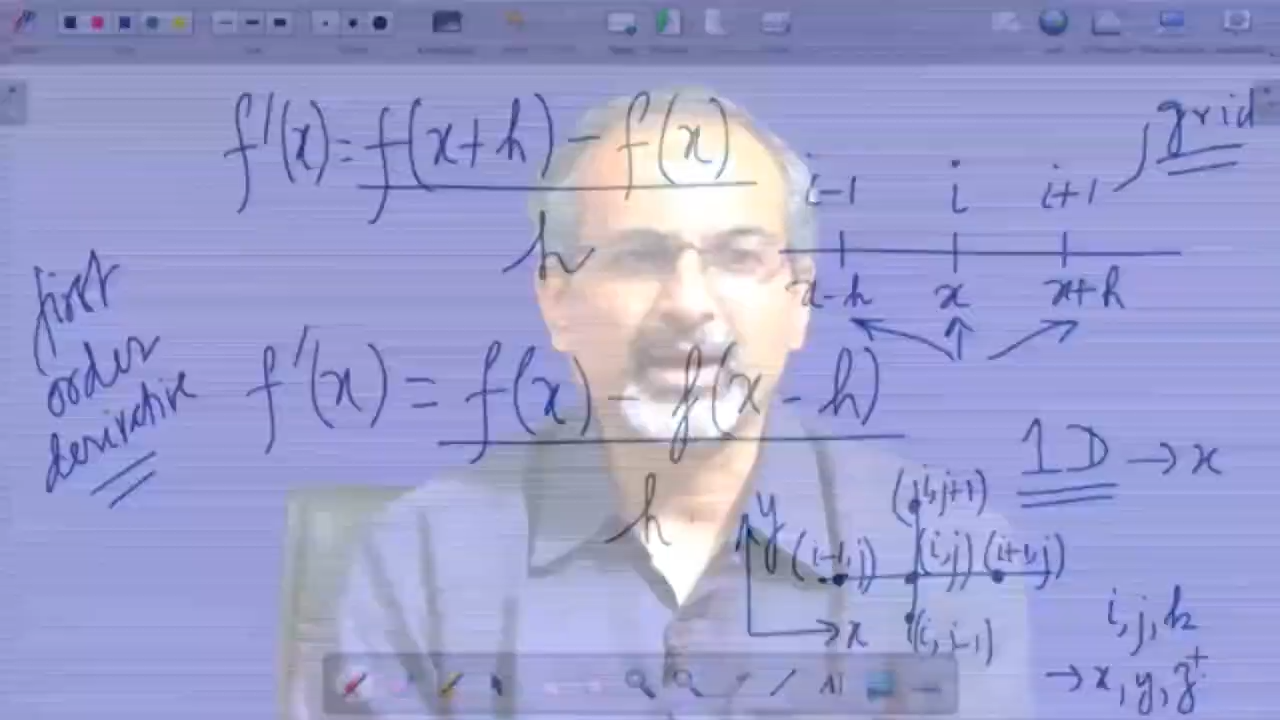 f'(x) = f(x+h) - f(x)
h
grid
i-1 i i+1
x-h x x+h
first
order
derivative
f'(x) = f(x) - f(x-h)
h
1D → x
y
(i,j+1)
(i-1,j) (i,j) (i+1,j)
x
(i,i-1)
i,j,k
→ x,y,z